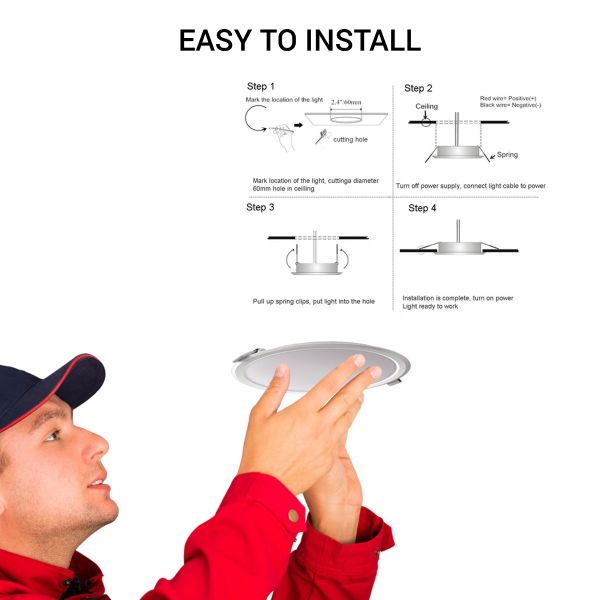 EASY TO INSTALL
Step 1
Mark the location of the light
2.4"/60mm
cutting hole
Mark location of the light, cuttinga diameter
60mm hole in ceilling
Step 2
Red wire= Positive(+)
Black wire= Negative(-)
Ceiling
Spring
Turn off power supply, connect light cable to power
Step 3
Pull up spring clips, put light into the hole
Step 4
Installation is complete, turn on power
Light ready to work